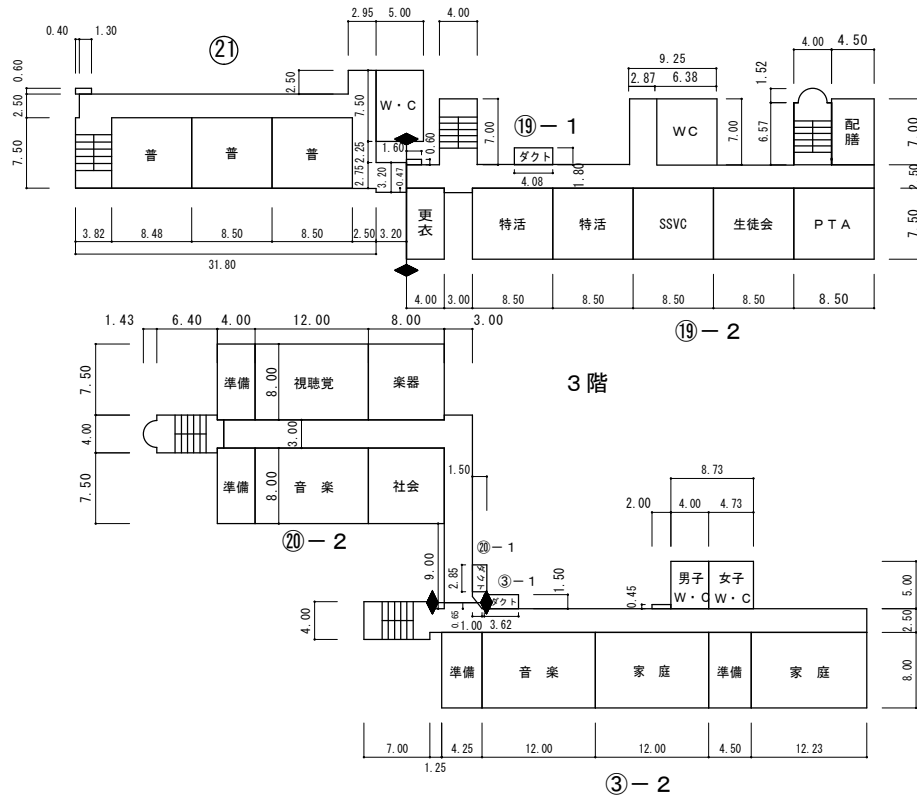 2.95 5.00 4.00
0.40 1.30 ㉑ 4.00 4.50
9.25
2.87 6.38 1.52
0.60 2.50
2.50 7.50 W・C
7.50 普 普 普 2.25 2.75
1.60 0.60 3.20 0.47
7.00 ⑲－1 ダクト 4.08 1.80
7.00 WC 6.57 配膳 7.00
2.50
更衣 特活 特活 SSVC 生徒会 PTA 7.50
3.82 8.48 8.50 8.50 2.50 3.20
31.80
4.00 3.00 8.50 8.50 8.50 8.50 8.50
⑲－2
1.43 6.40 4.00 12.00 8.00 3.00
3階
7.50 準備 8.00 視聴覚 楽器
4.00 3.00
7.50 準備 8.00 音楽 社会 1.50
⑳－2
8.73
2.00 4.00 4.73
⑳－1
9.00 2.85 ダクト ③－1 1.50
ダクト
0.45 男子 W・C 女子 W・C 5.00
4.00 0.65 1.00 3.62 2.50
準備 音楽 家庭 準備 家庭 8.00
7.00 4.25 12.00 12.00 4.50 12.23
1.25
③－2